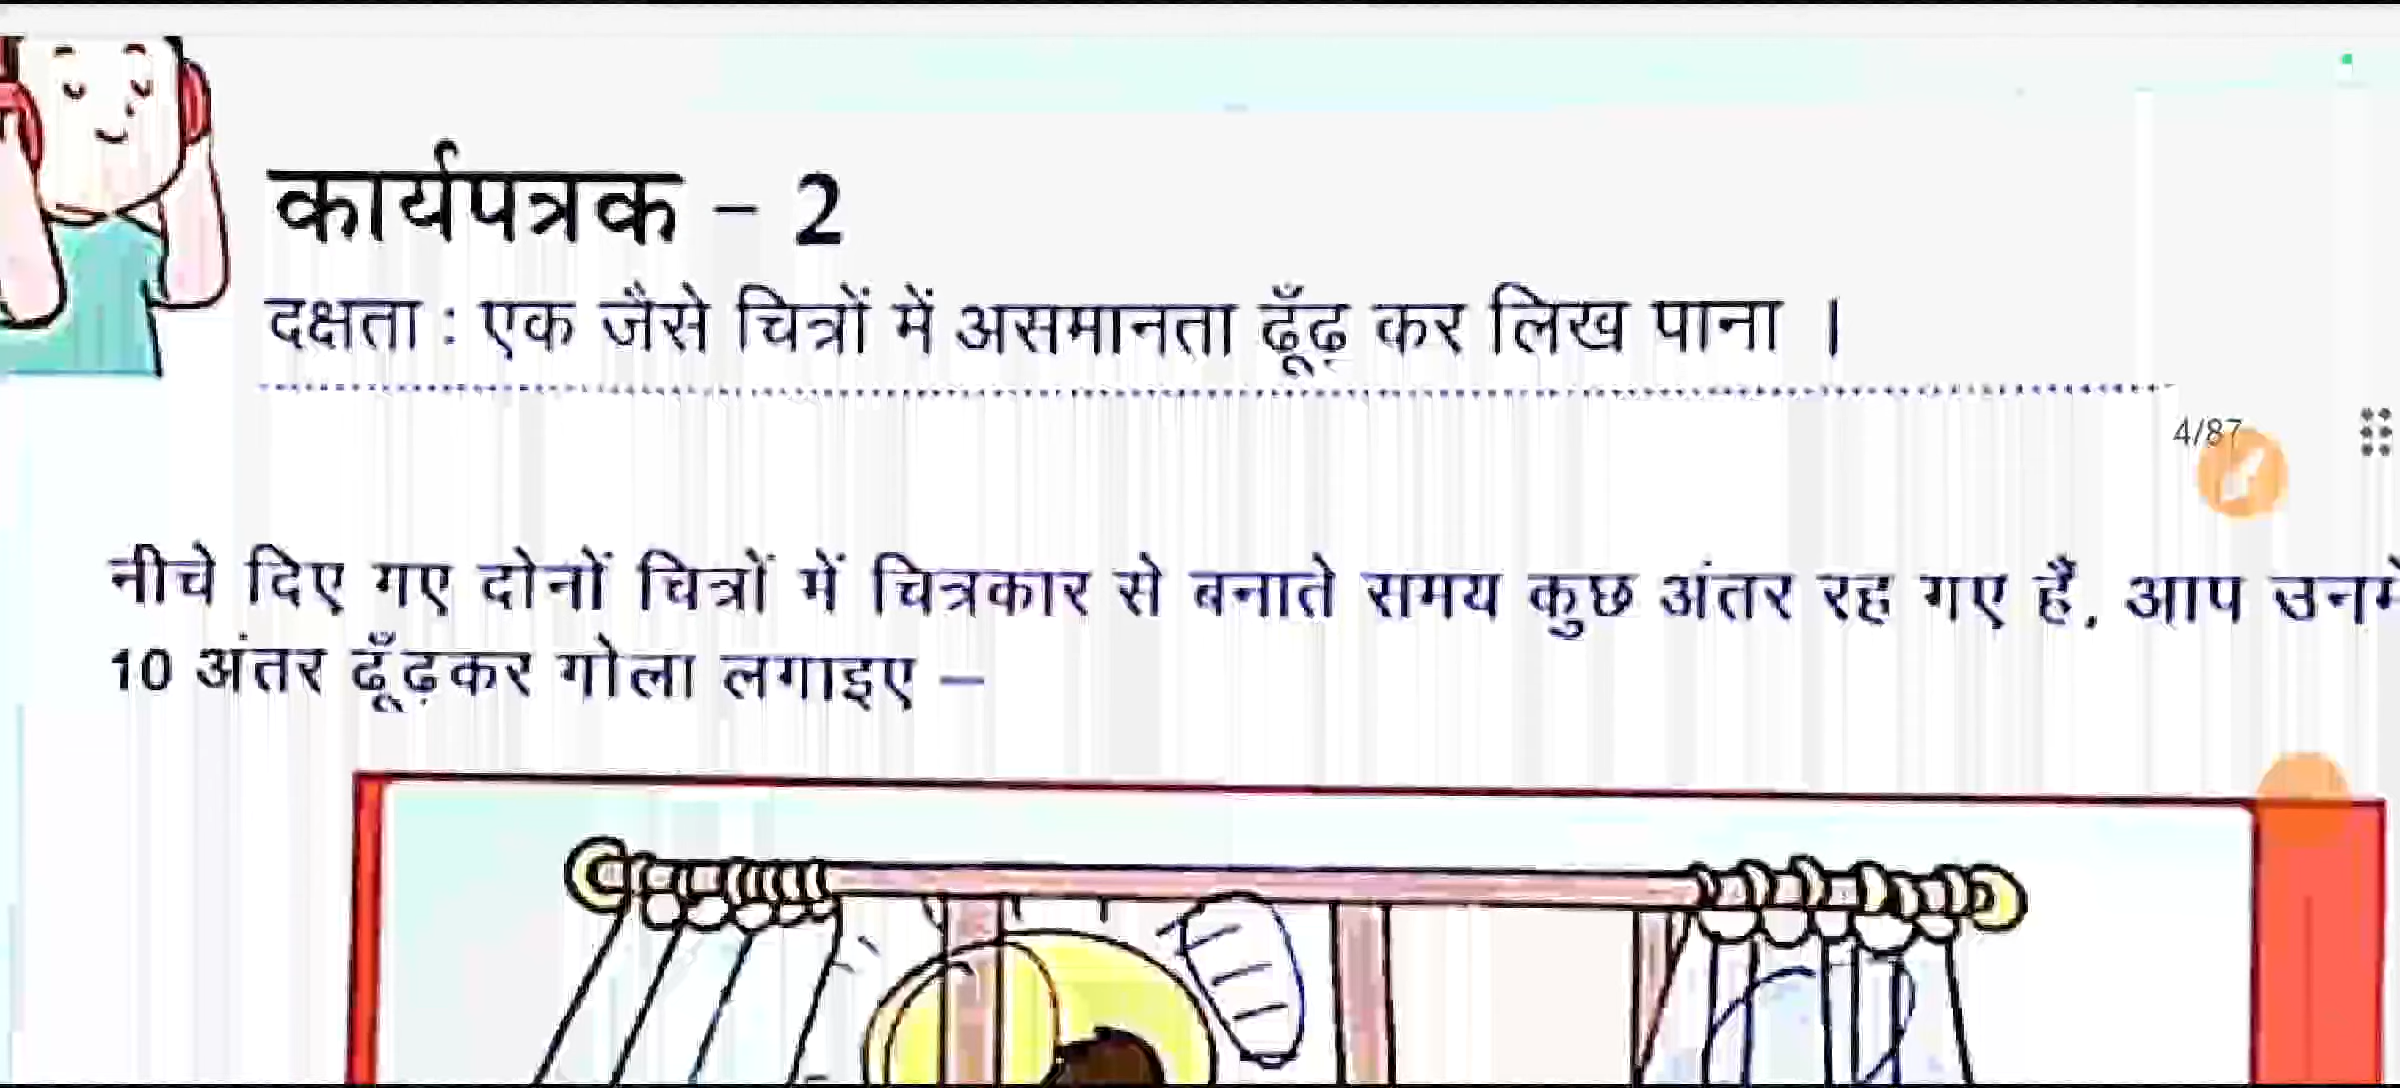 कार्यपत्रक – 2
दक्षता : एक जैसे चित्रों में असमानता ढूँढ़ कर लिख पाना ।
4/87
नीचे दिए गए दोनों चित्रों में चित्रकार से बनाते समय कुछ अंतर रह गए हैं, आप उनमें
10 अंतर ढूँढ़कर गोला लगाइए –